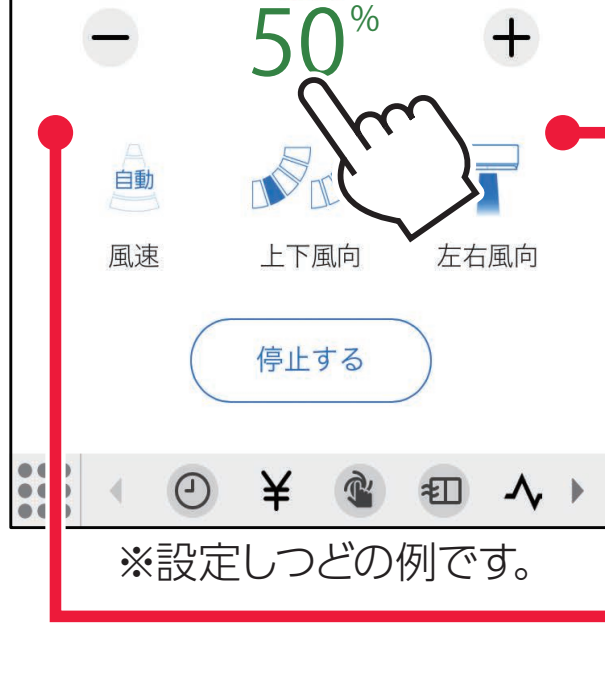 − 50% +
自動
風速 上下風向 左右風向
停止する
¥
※設定しつどの例です。